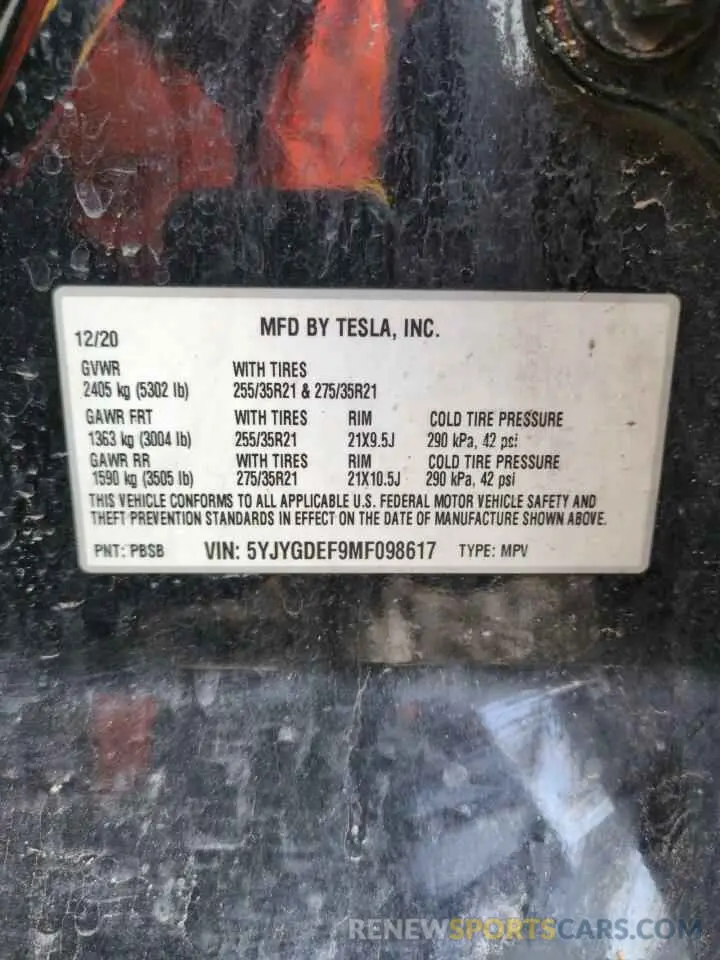 MFD BY TESLA, INC.
12/20
GVWR WITH TIRES
2405 kg (5302 lb) 255/35R21 & 275/35R21
GAWR FRT WITH TIRES RIM COLD TIRE PRESSURE
1363 kg (3004 lb) 255/35R21 21X9.5J 290 kPa, 42 psi
GAWR RR WITH TIRES RIM COLD TIRE PRESSURE
1590 kg (3505 lb) 275/35R21 21X10.5J 290 kPa, 42 psi
THIS VEHICLE CONFORMS TO ALL APPLICABLE U.S. FEDERAL MOTOR VEHICLE SAFETY AND
THEFT PREVENTION STANDARDS IN EFFECT ON THE DATE OF MANUFACTURE SHOWN ABOVE.
PNT: PBSB VIN: 5YJYGDEF9MF098617 TYPE: MPV
RENEWSPORTSCARS.COM